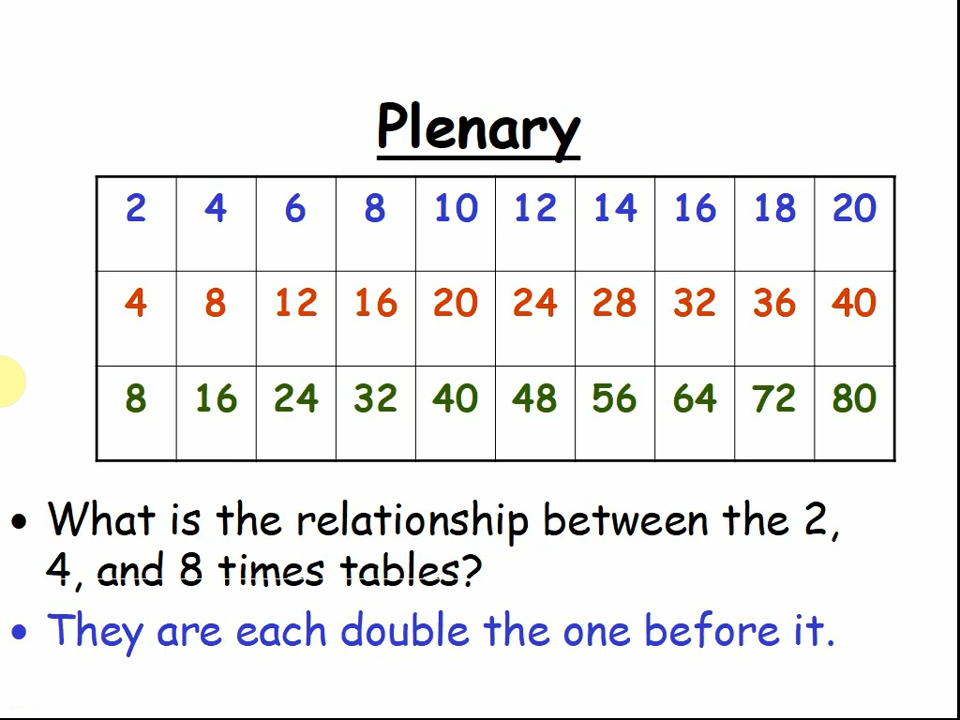 Plenary
2 4 6 8 10 12 14 16 18 20
4 8 12 16 20 24 28 32 36 40
8 16 24 32 40 48 56 64 72 80
• What is the relationship between the 2,
4, and 8 times tables?
• They are each double the one before it.